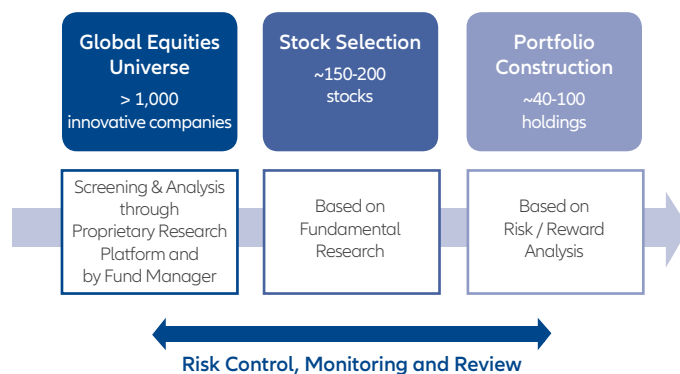 Global Equities
Universe
> 1,000
innovative companies
Stock Selection
~150-200
stocks
Portfolio
Construction
~40-100
holdings
Screening & Analysis
through
Proprietary Research
Platform and
by Fund Manager
Based on
Fundamental
Research
Based on
Risk / Reward
Analysis
Risk Control, Monitoring and Review